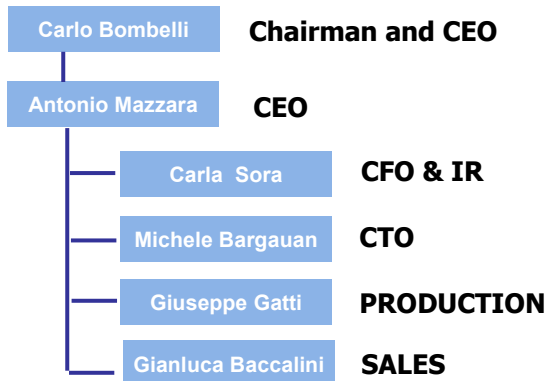 Carlo Bombelli Chairman and CEO
Antonio Mazzara CEO
Carla Sora CFO & IR
Michele Bargauan CTO
Giuseppe Gatti PRODUCTION
Gianluca Baccalini SALES